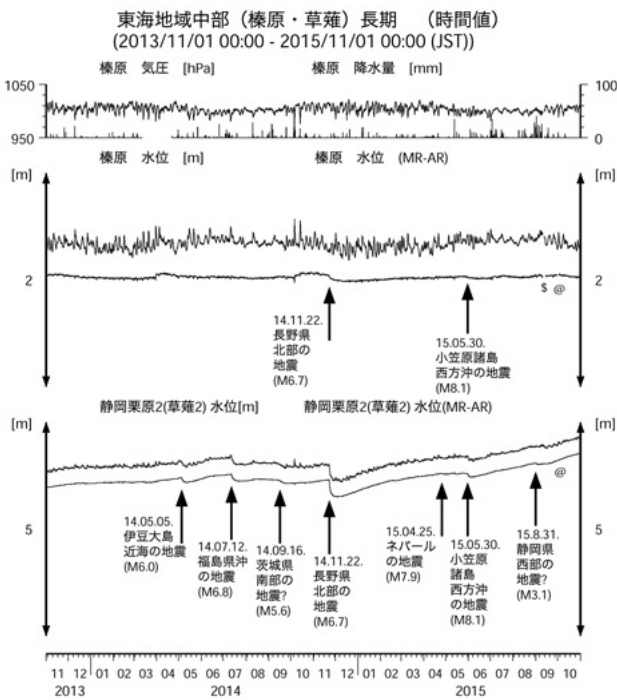 東海地域中部（榛原・草薙）長期　（時間値）
(2013/11/01 00:00 - 2015/11/01 00:00 (JST))
榛原　気圧　[hPa]　榛原　降水量　[mm]
1050　100
950　0
榛原　水位　[m]　榛原　水位　(MR-AR)
[m]　[m]
2　2
$ @
14.11.22.
長野県
北部の
地震
(M6.7)
15.05.30.
小笠原諸島
西方沖の地震
(M8.1)
静岡栗原2(草薙2) 水位[m]　静岡栗原2(草薙2) 水位(MR-AR)
[m]　[m]
@
5　5
14.05.05.
伊豆大島
近海の地震
(M6.0)
14.07.12.
福島県沖
の地震
(M6.8)
14.09.16.
茨城県
南部の
地震?
(M5.6)
14.11.22.
長野県
北部の
地震
(M6.7)
15.04.25.
ネパール
の地震
(M7.9)
15.05.30.
小笠原
諸島
西方沖
の地震
(M8.1)
15.8.31.
静岡県
西部の
地震?
(M3.1)
11 12 01 02 03 04 05 06 07 08 09 10 11 12 01 02 03 04 05 06 07 08 09 10
2013　2014　2015